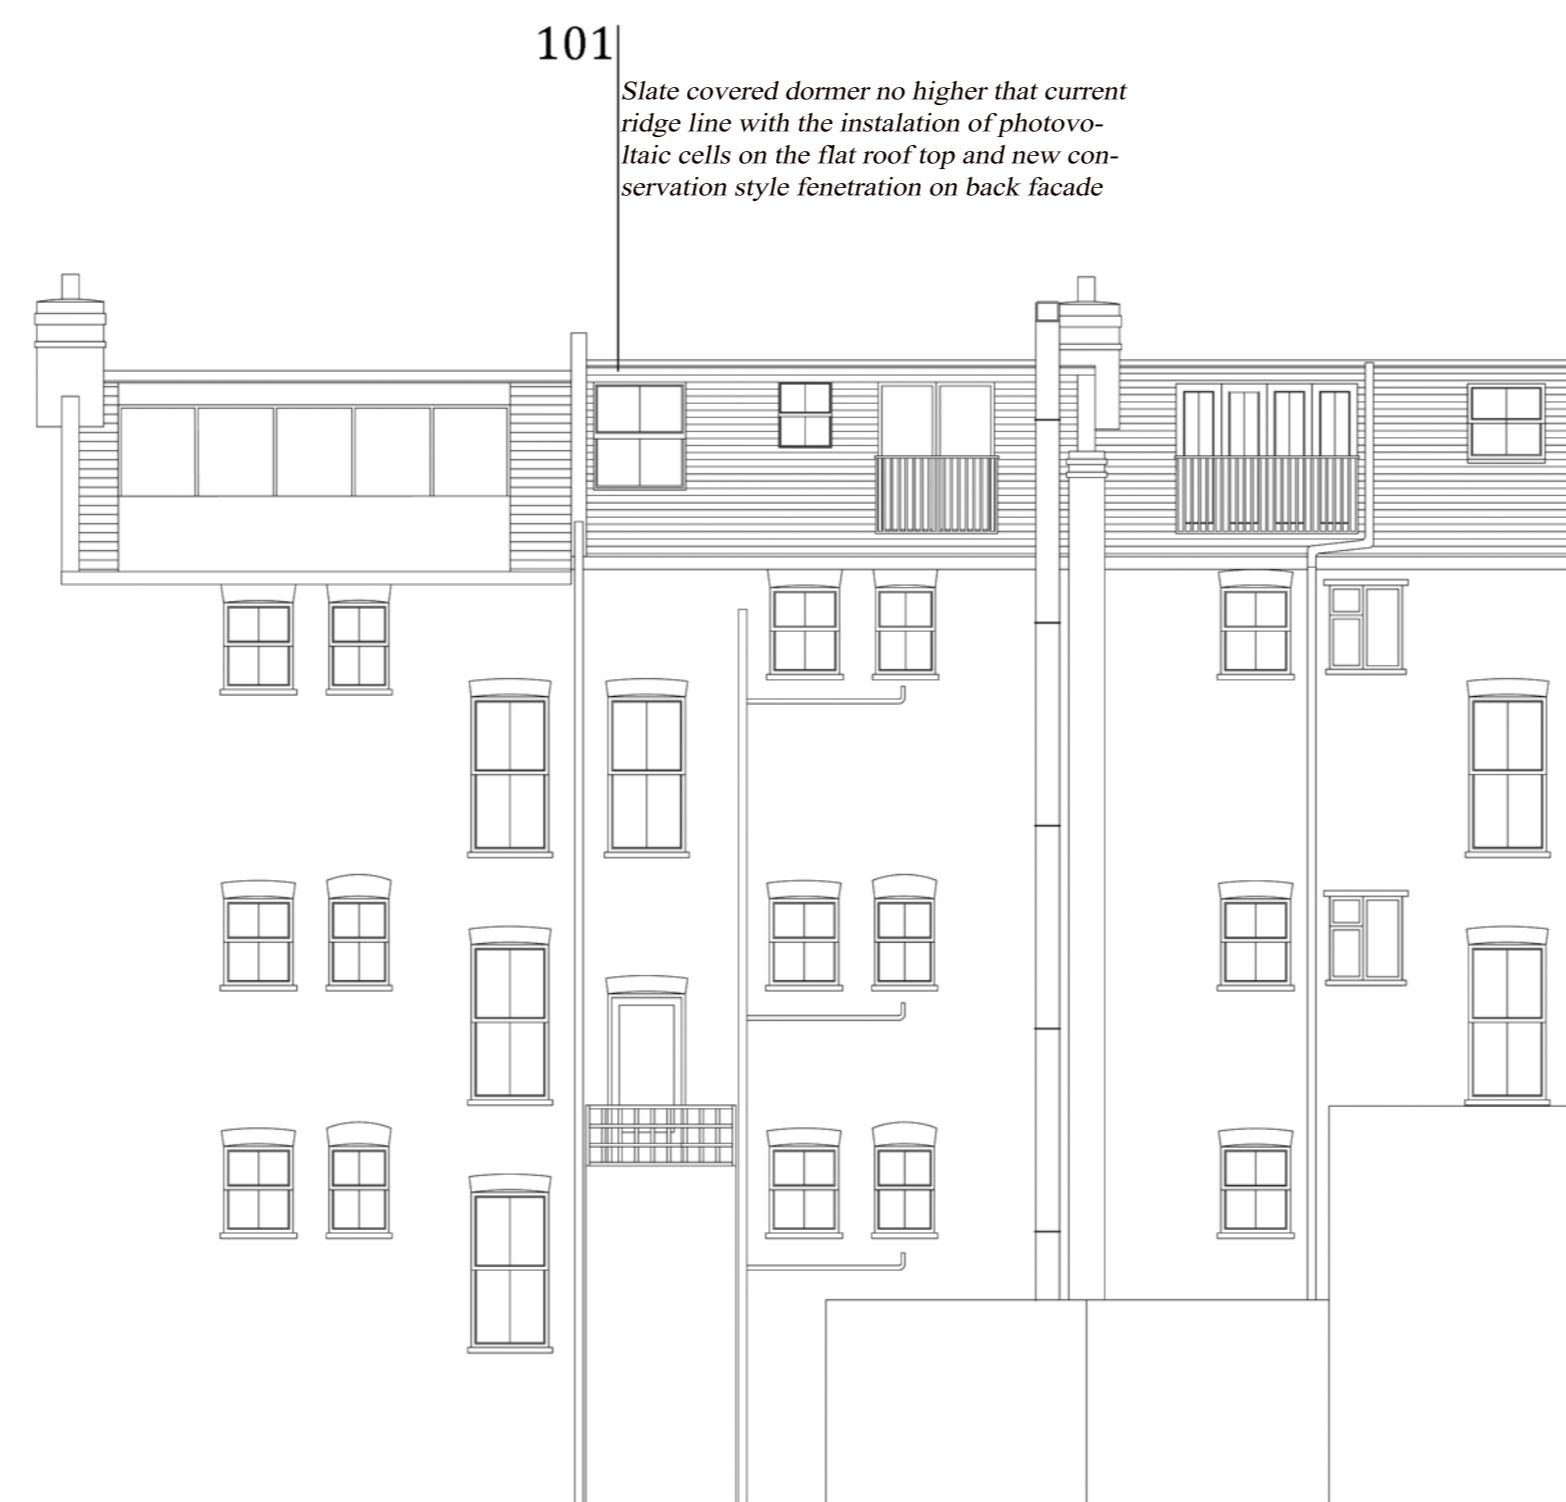 101
Slate covered dormer no higher that current
ridge line with the instalation of photovo-
ltaic cells on the flat roof top and new con-
servation style fenetration on back facade